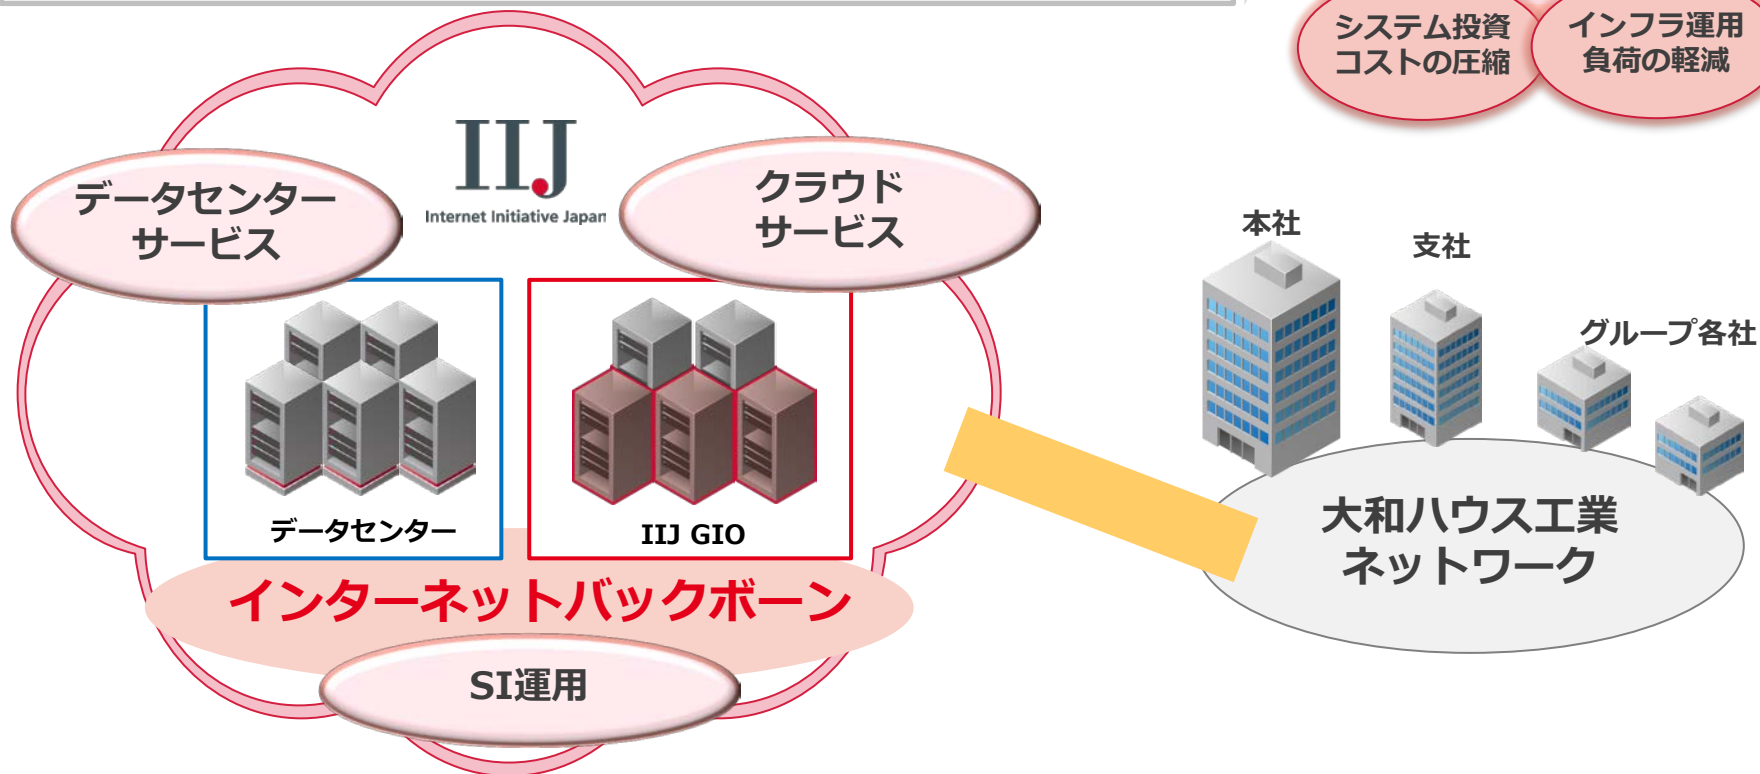 システム投資
コストの圧縮
インフラ運用
負荷の軽減
IIJ
Internet Initiative Japan
データセンター
サービス
クラウド
サービス
本社
支社
グループ各社
データセンター
IIJ GIO
大和ハウス工業
ネットワーク
インターネットバックボーン
SI運用